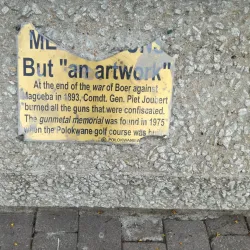 But "an artwork"
At the end of the war of Boer against
Magoeba in 1893, Comdt. Gen. Piet Joubert
burned all the guns that were confiscated.
The gunmetal memorial was found in 1975
when the Polokwane golf course was